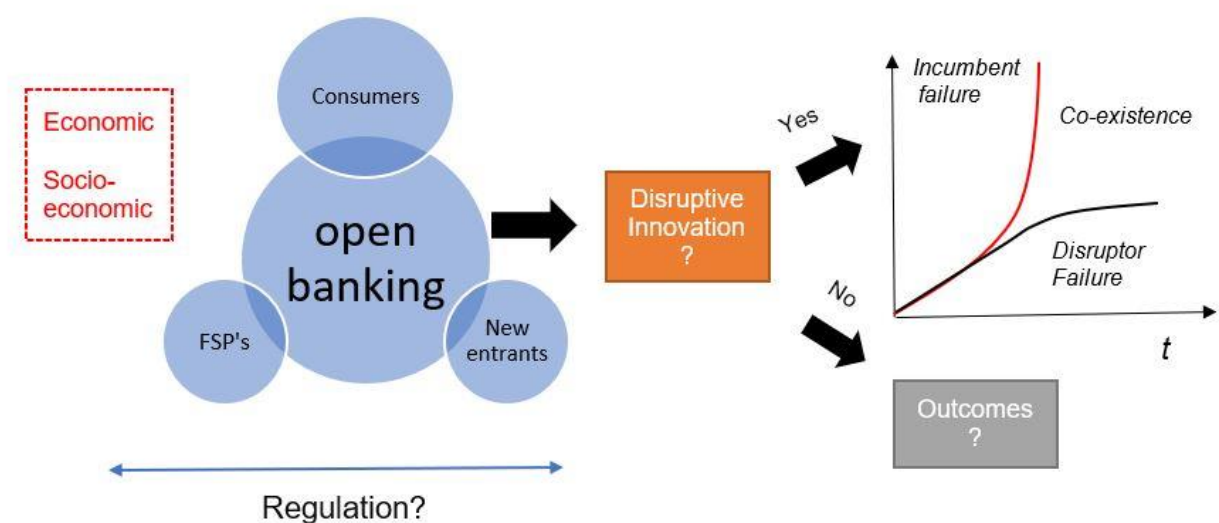 Economic
Socio-
economic
Consumers
open
banking
FSP's
New
entrants
Regulation?
Disruptive
Innovation
?
Yes
No
Incumbent
failure
Co-existence
Disruptor
Failure
t
Outcomes
?